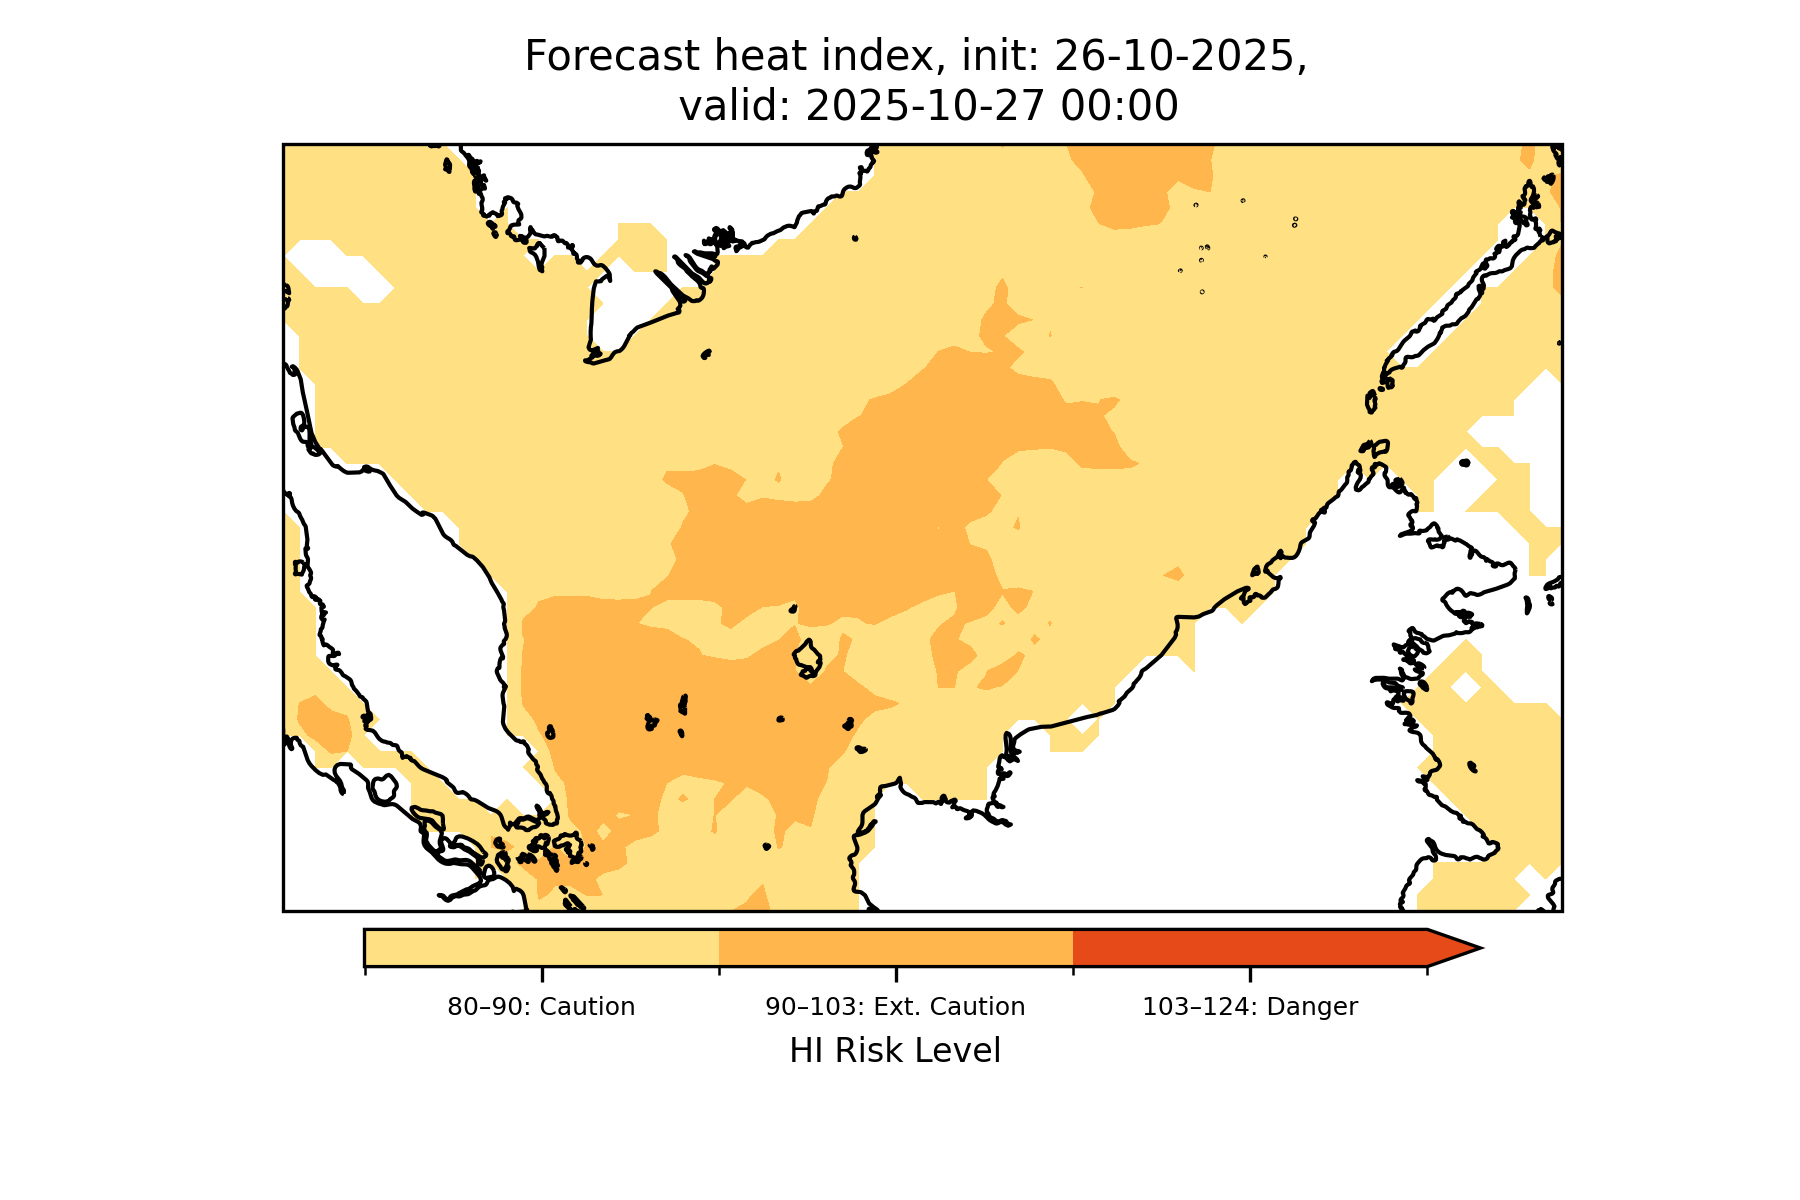 Forecast heat index, init: 26-10-2025,
valid: 2025-10-27 00:00
80–90: Caution
90–103: Ext. Caution
103–124: Danger
HI Risk Level